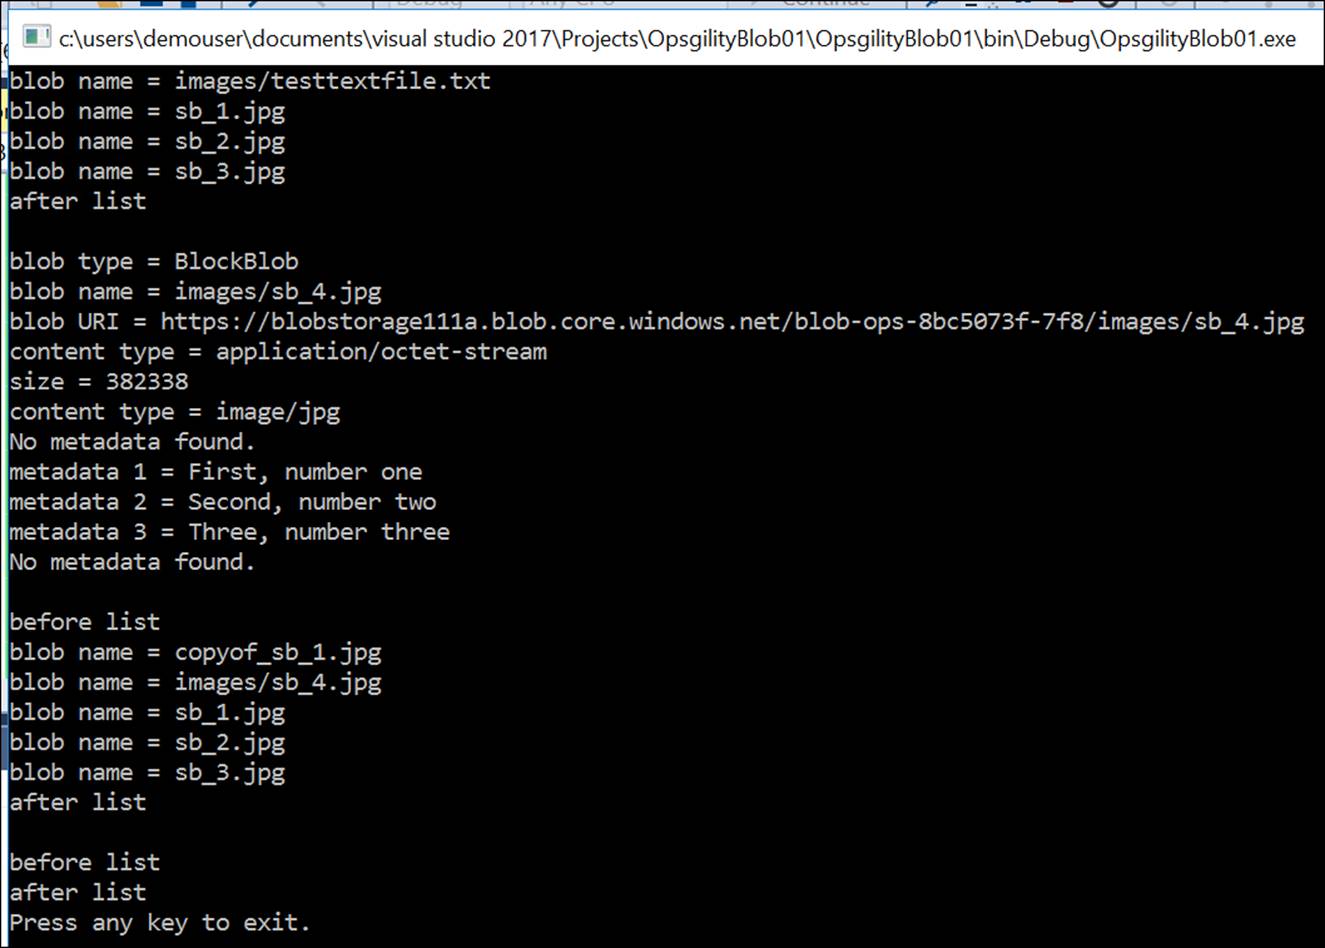 Debug
Any CPU
Continue
c:\users\demouser\documents\visual studio 2017\Projects\OpsgilityBlob01\OpsgilityBlob01\bin\Debug\OpsgilityBlob01.exe
blob name = images/testtextfile.txt
blob name = sb_1.jpg
blob name = sb_2.jpg
blob name = sb_3.jpg
after list
blob type = BlockBlob
blob name = images/sb_4.jpg
blob URI = https://blobstorage111a.blob.core.windows.net/blob-ops-8bc5073f-7f8/images/sb_4.jpg
content type = application/octet-stream
size = 382338
content type = image/jpg
No metadata found.
metadata 1 = First, number one
metadata 2 = Second, number two
metadata 3 = Three, number three
No metadata found.
before list
blob name = copyof_sb_1.jpg
blob name = images/sb_4.jpg
blob name = sb_1.jpg
blob name = sb_2.jpg
blob name = sb_3.jpg
after list
before list
after list
Press any key to exit.